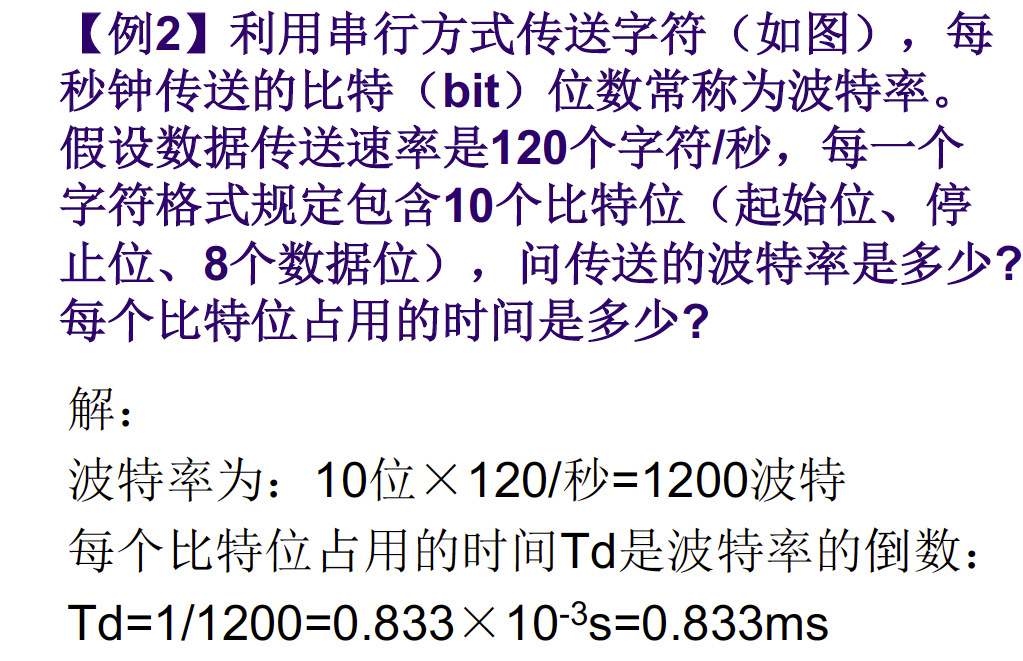 【例2】利用串行方式传送字符（如图），每
秒钟传送的比特（bit）位数常称为波特率。
假设数据传送速率是120个字符/秒，每一个
字符格式规定包含10个比特位（起始位、停
止位、8个数据位），问传送的波特率是多少?
每个比特位占用的时间是多少?
解：
波特率为：10位×120/秒=1200波特
每个比特位占用的时间Td是波特率的倒数：
Td=1/1200=0.833×10⁻³s=0.833ms